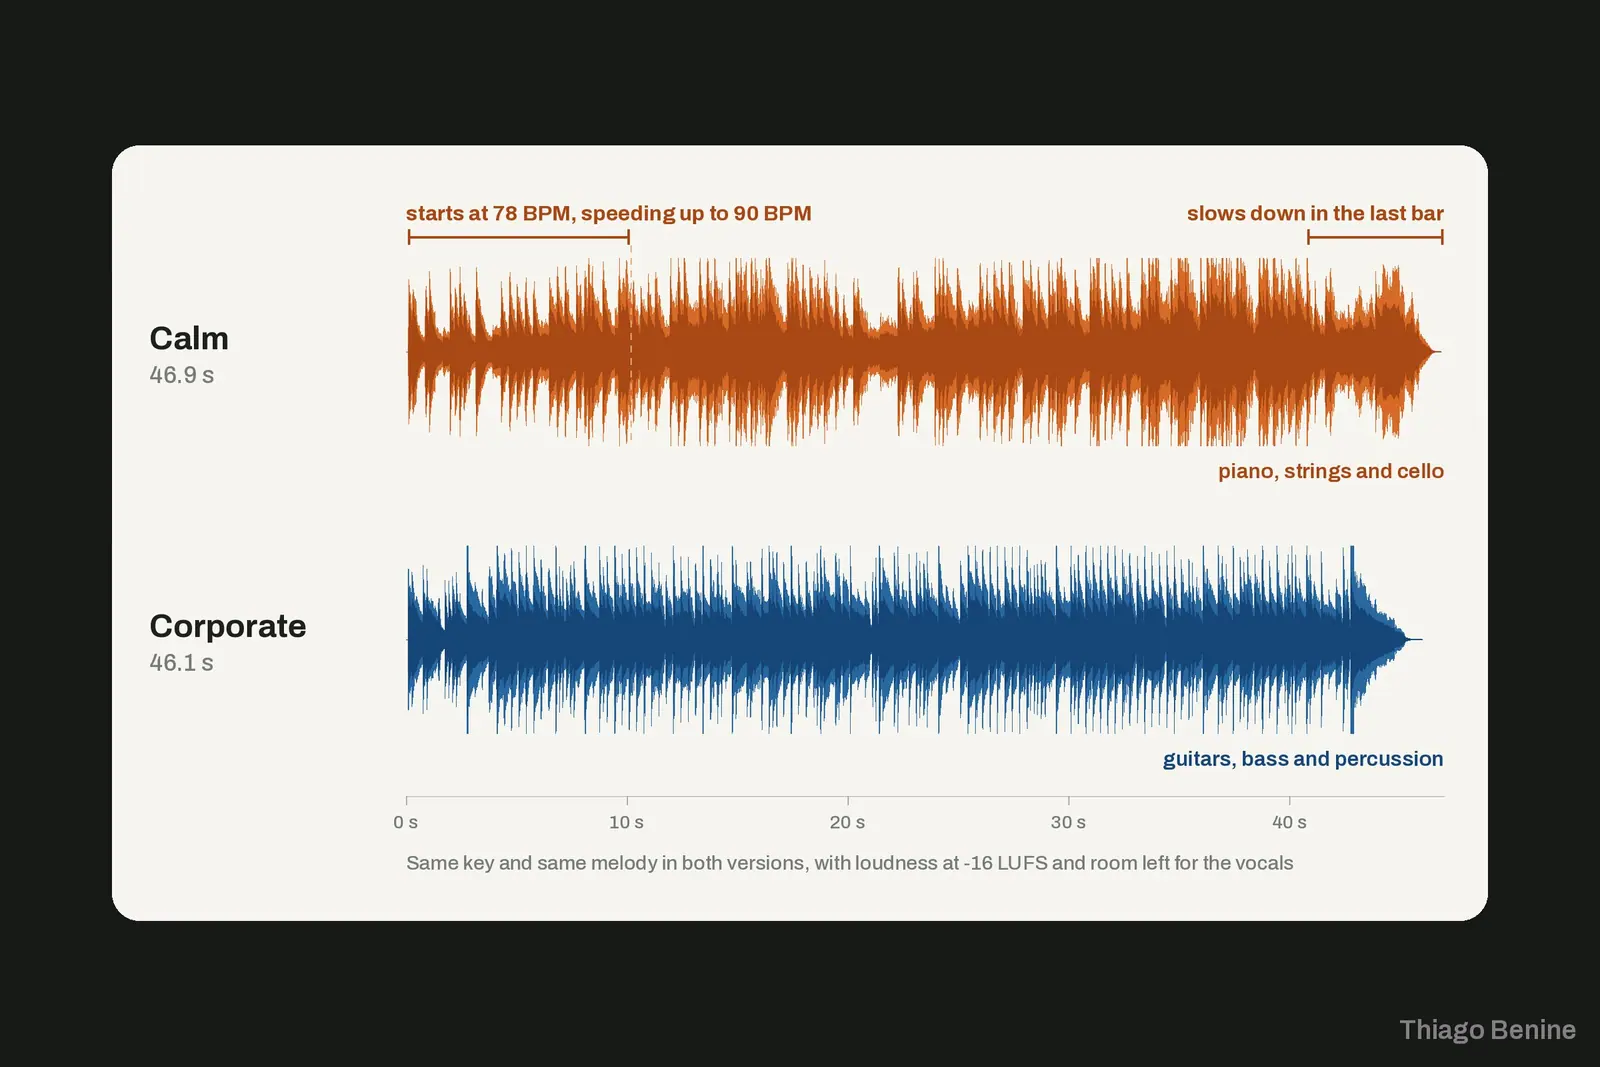 starts at 78 BPM, speeding up to 90 BPM
slows down in the last bar
Calm
46.9 s
piano, strings and cello
Corporate
46.1 s
guitars, bass and percussion
0 s
10 s
20 s
30 s
40 s
Same key and same melody in both versions, with loudness at -16 LUFS and room left for the vocals
Thiago Benine